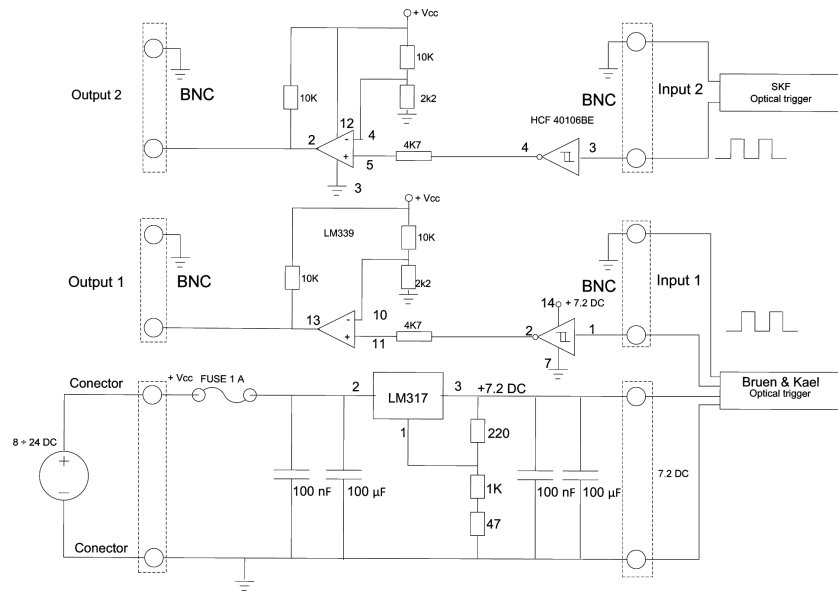 + Vcc
10K
2k2
10K
12
4
2
-
+
5
3
4K7
Output 2
BNC
HCF 40106BE
4
3
BNC
Input 2
SKF
Optical trigger
+ Vcc
LM339
10K
2k2
10K
10
13
-
+
11
4K7
Output 1
BNC
14
+ 7.2 DC
2
1
7
BNC
Input 1
Bruen & Kael
Optical trigger
Conector
+ Vcc
FUSE 1 A
2
LM317
3
+7.2 DC
1
220
8 ÷ 24 DC
+
–
100 nF
100 µF
1K
47
100 nF
100 µF
7.2 DC
Conector